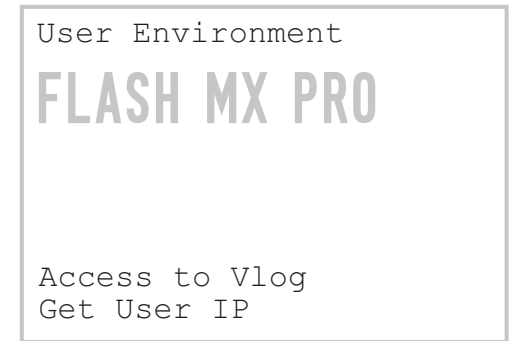 User Environment
FLASH MX PRO
Access to Vlog
Get User IP